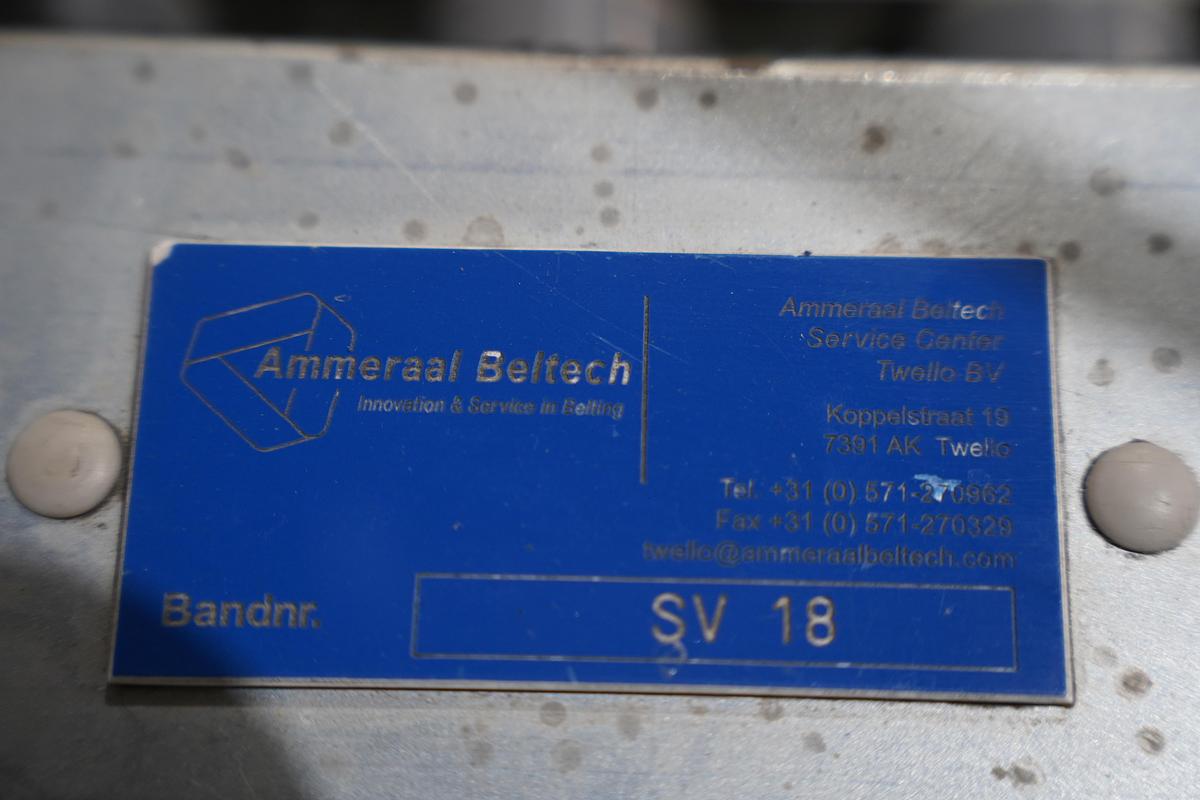 Ammeraal Beltech
Innovation & Service in Belting
Ammeraal Beltech
Service Center
Twello BV
Koppelstraat 19
7391 AK Twello
Tel. +31 (0) 571-270962
Fax +31 (0) 571-270329
twello@ammeraalbeltech.com
Bandnr.
SV 18